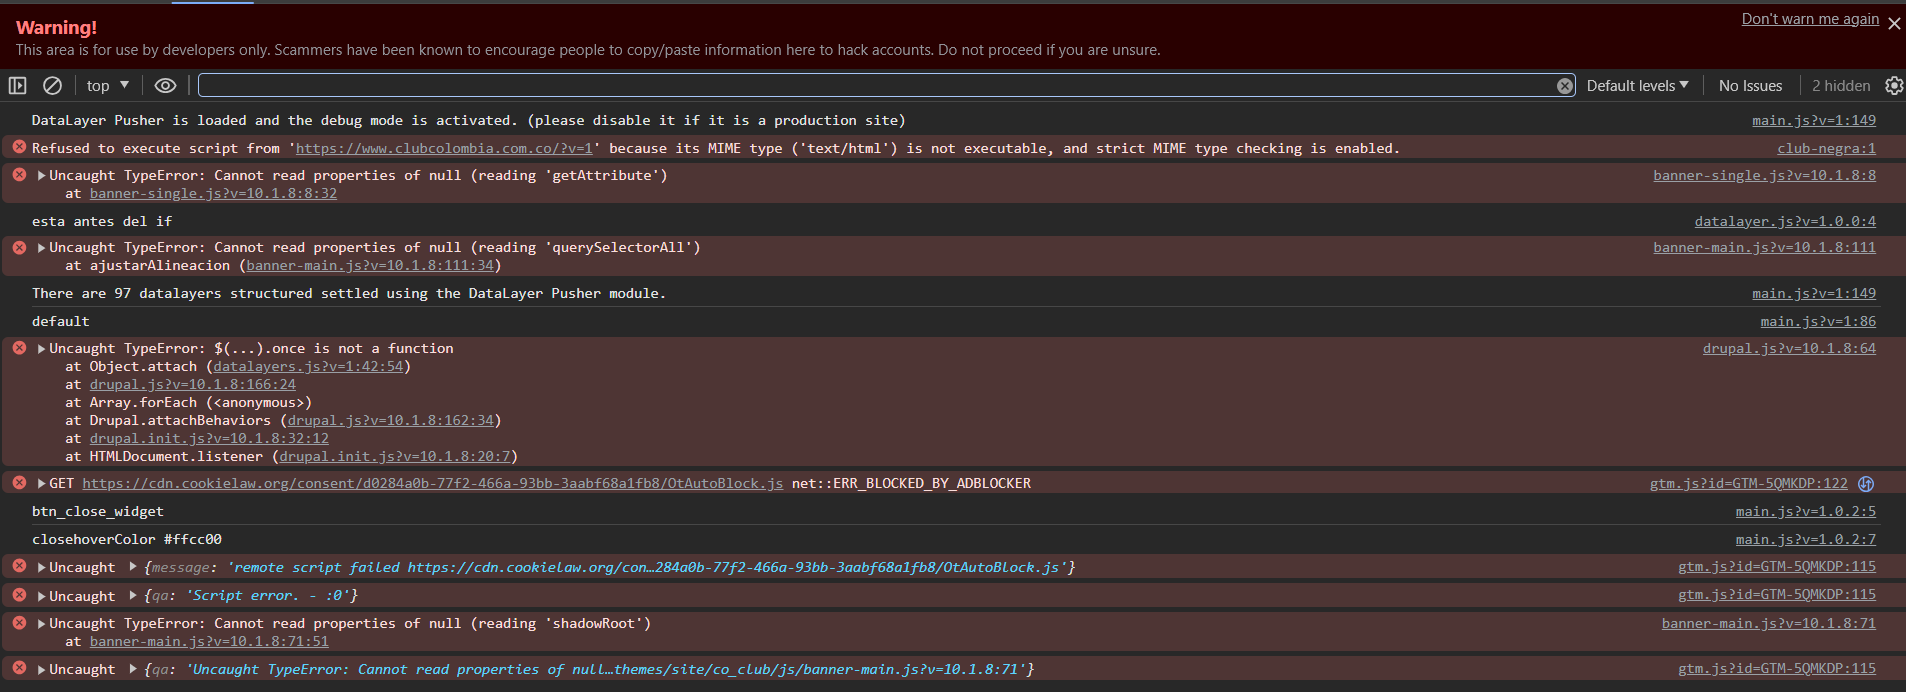 Warning!
Don't warn me again
This area is for use by developers only. Scammers have been known to encourage people to copy/paste information here to hack accounts. Do not proceed if you are unsure.
top Default levels No Issues 2 hidden
DataLayer Pusher is loaded and the debug mode is activated. (please disable it if it is a production site) main.js?v=1:149
Refused to execute script from 'https://www.clubcolombia.com.co/?v=1' because its MIME type ('text/html') is not executable, and strict MIME type checking is enabled. club-negra:1
Uncaught TypeError: Cannot read properties of null (reading 'getAttribute') banner-single.js?v=10.1.8:8
at banner-single.js?v=10.1.8:8:32
esta antes del if datalayer.js?v=1.0.0:4
Uncaught TypeError: Cannot read properties of null (reading 'querySelectorAll') banner-main.js?v=10.1.8:111
at ajustarAlineacion (banner-main.js?v=10.1.8:111:34)
There are 97 datalayers structured settled using the DataLayer Pusher module. main.js?v=1:149
default main.js?v=1:86
Uncaught TypeError: $(...).once is not a function drupal.js?v=10.1.8:64
at Object.attach (datalayers.js?v=1:42:54)
at drupal.js?v=10.1.8:166:24
at Array.forEach (<anonymous>)
at Drupal.attachBehaviors (drupal.js?v=10.1.8:162:34)
at drupal.init.js?v=10.1.8:32:12
at HTMLDocument.listener (drupal.init.js?v=10.1.8:20:7)
GET https://cdn.cookielaw.org/consent/d0284a0b-77f2-466a-93bb-3aabf68a1fb8/OtAutoBlock.js net::ERR_BLOCKED_BY_ADBLOCKER gtm.js?id=GTM-5QMKDP:122
btn_close_widget main.js?v=1.0.2:5
closehoverColor #ffcc00 main.js?v=1.0.2:7
Uncaught {message: 'remote script failed https://cdn.cookielaw.org/con…284a0b-77f2-466a-93bb-3aabf68a1fb8/OtAutoBlock.js'} gtm.js?id=GTM-5QMKDP:115
Uncaught {qa: 'Script error. - :0'} gtm.js?id=GTM-5QMKDP:115
Uncaught TypeError: Cannot read properties of null (reading 'shadowRoot') banner-main.js?v=10.1.8:71
at banner-main.js?v=10.1.8:71:51
Uncaught {qa: 'Uncaught TypeError: Cannot read properties of null…themes/site/co_club/js/banner-main.js?v=10.1.8:71'} gtm.js?id=GTM-5QMKDP:115